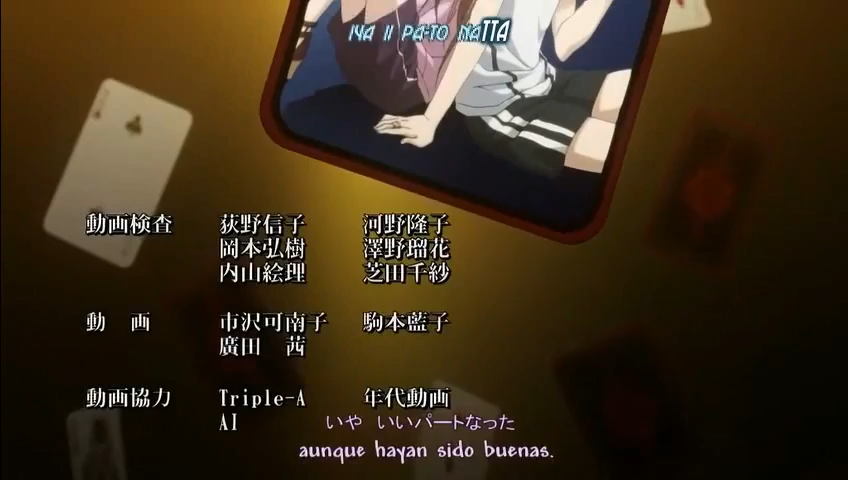 iya ii pa-to naTTA
動画検査 荻野信子 河野隆子
岡本弘樹 澤野瑠花
内山絵理 芝田千紗
動 画 市沢可南子 駒本藍子
廣田 茜
動画協力 Triple-A 年代動画
AI
いや いいパートなった
aunque hayan sido buenas.